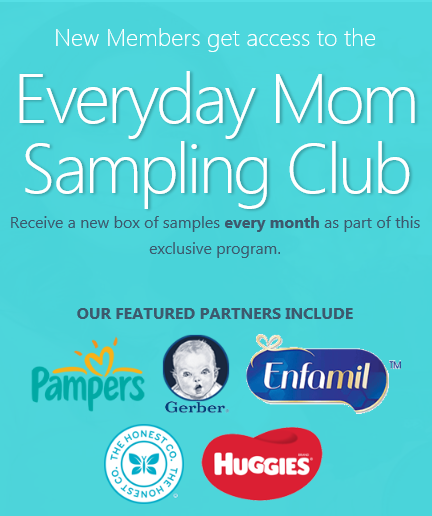 New Members get access to the
Everyday Mom
Sampling Club
Receive a new box of samples every month as part of this
exclusive program.
OUR FEATURED PARTNERS INCLUDE
Pampers
Gerber
Enfamil TM
THE HONEST CO. THE HONEST CO.
HUGGIES